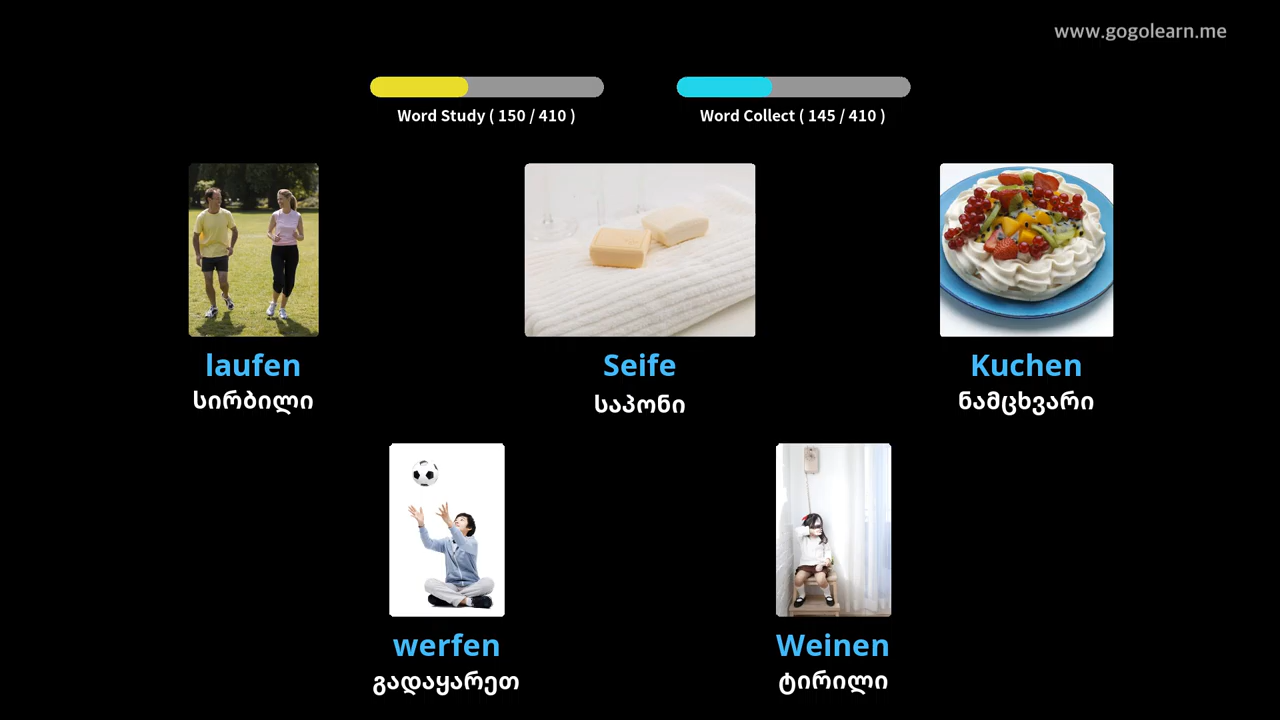 www.gogolearn.me
Word Study ( 150 / 410 )
Word Collect ( 145 / 410 )
laufen
სირბილი
Seife
საპონი
Kuchen
ნამცხვარი
werfen
გადაყარეთ
Weinen
ტირილი